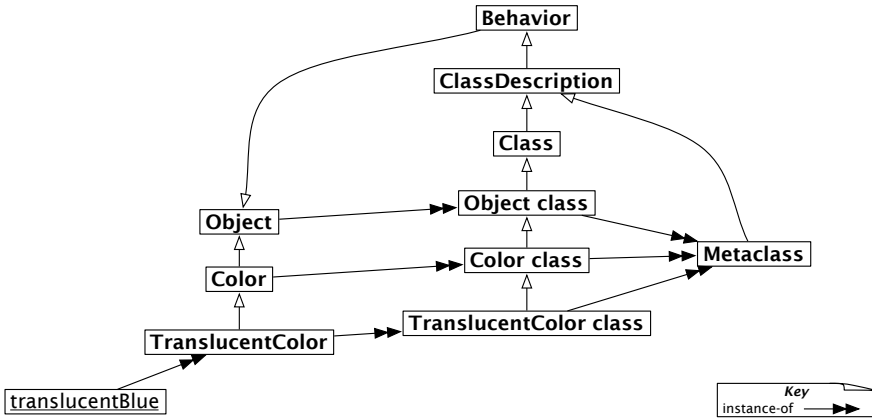 Behavior
ClassDescription
Class
Object class
Object
Metaclass
Color class
Color
TranslucentColor class
TranslucentColor
translucentBlue
Key
instance-of